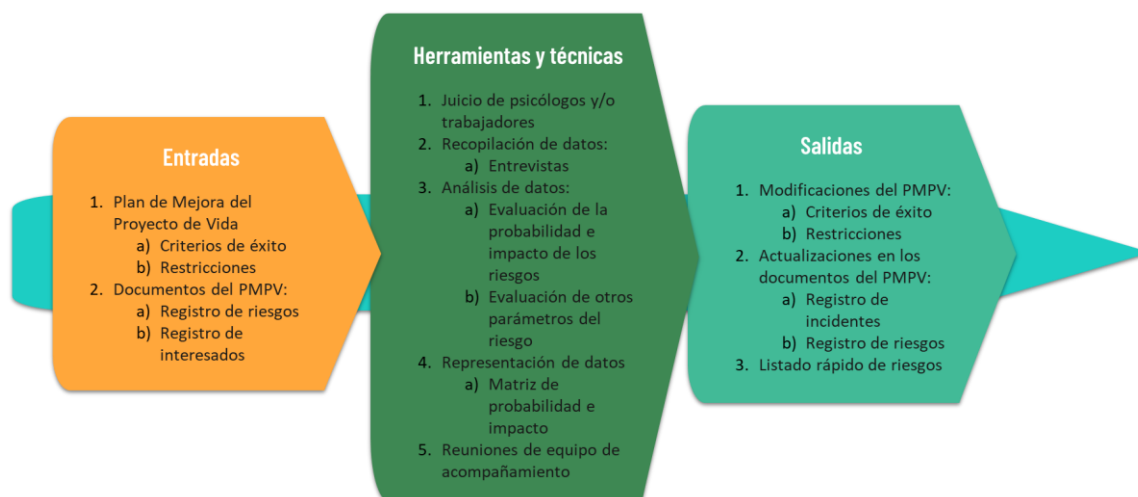 Entradas
1. Plan de Mejora del
Proyecto de Vida
a) Criterios de éxito
b) Restricciones
2. Documentos del PMPV:
a) Registro de riesgos
b) Registro de
interesados
Herramientas y técnicas
1. Juicio de psicólogos y/o
trabajadores
2. Recopilación de datos:
a) Entrevistas
3. Análisis de datos:
a) Evaluación de la
probabilidad e
impacto de los
riesgos
b) Evaluación de otros
parámetros del
riesgo
4. Representación de datos
a) Matriz de
probabilidad e
impacto
5. Reuniones de equipo de
acompañamiento
Salidas
1. Modificaciones del PMPV:
a) Criterios de éxito
b) Restricciones
2. Actualizaciones en los
documentos del PMPV:
a) Registro de
incidentes
b) Registro de riesgos
3. Listado rápido de riesgos